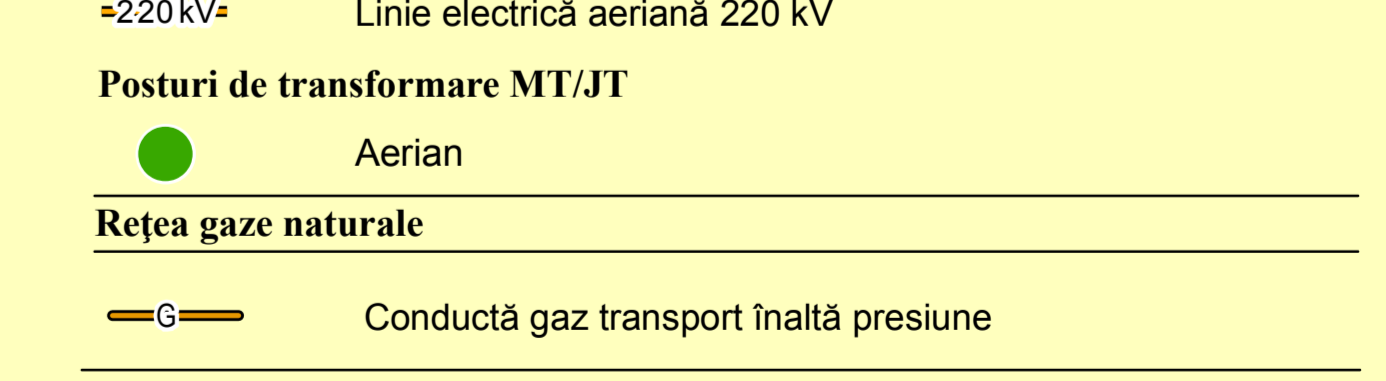 220 kV Linie electrică aeriană 220 kV
Posturi de transformare MT/JT
Aerian
Reţea gaze naturale
G Conductă gaz transport înaltă presiune